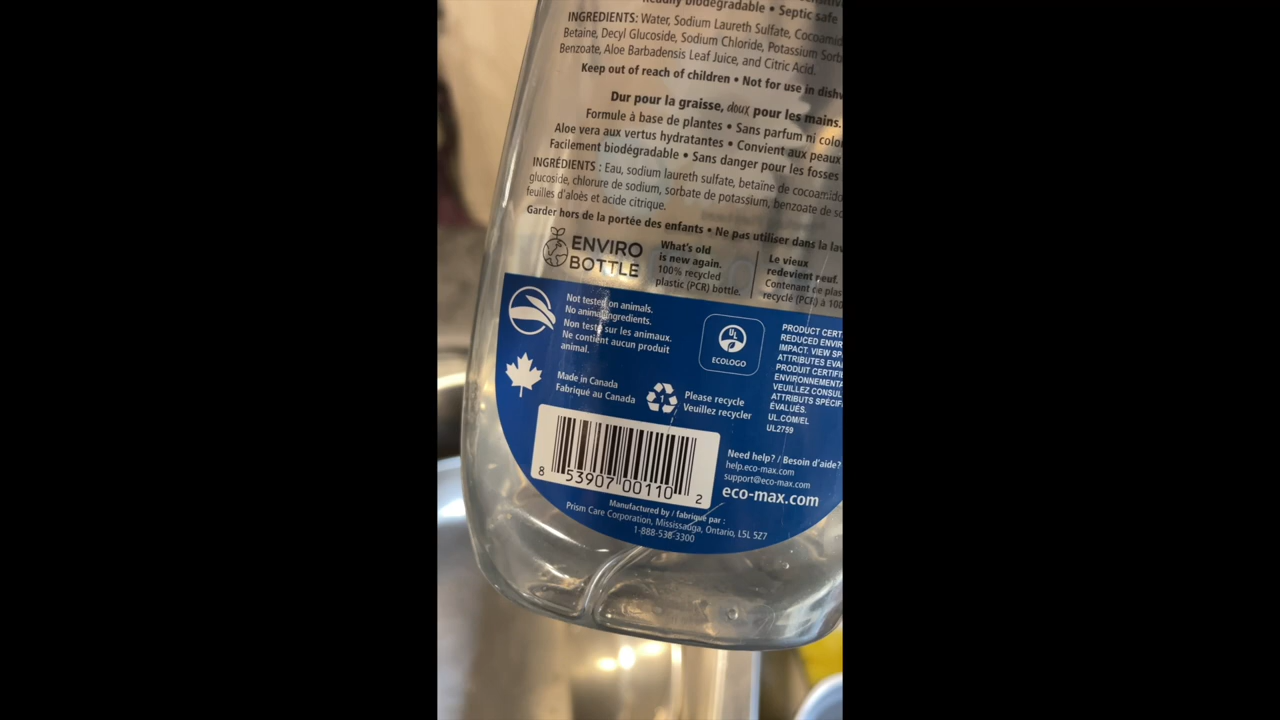 Readily biodegradable • Septic safe
INGREDIENTS: Water, Sodium Laureth Sulfate, Cocoamid
Betaine, Decyl Glucoside, Sodium Chloride, Potassium Sorb
Benzoate, Aloe Barbadensis Leaf Juice, and Citric Acid.
Keep out of reach of children • Not for use in dishw
Dur pour la graisse, doux pour les mains.
Formule à base de plantes • Sans parfum ni colo
Aloe vera aux vertus hydratantes • Convient aux peaux
Facilement biodégradable • Sans danger pour les fosses
INGRÉDIENTS : Eau, sodium laureth sulfate, betaïne de cocoamido
glucoside, chlorure de sodium, sorbate de potassium, benzoate de so
feuilles d'aloès et acide citrique.
Garder hors de la portée des enfants • Ne pas utiliser dans la lav
ENVIRO
BOTTLE
What's old
is new again.
100% recycled
plastic (PCR) bottle.
Le vieux
redevient neuf.
Contenant de plas
recyclé (PCR) à 100
Not tested on animals.
No animal ingredients.
Non testé sur les animaux.
Ne contient aucun produit
animal.
UL
ECOLOGO
PRODUCT CERT
REDUCED ENVIR
IMPACT. VIEW SP
ATTRIBUTES EVA
PRODUIT CERTIFI
ENVIRONNEMENTA
VEUILLEZ CONSUL
ATTRIBUTS SPÉCIF
ÉVALUÉS.
UL.COM/EL
UL2759
Made in Canada
Fabriqué au Canada
1
Please recycle
Veuillez recycler
8 53907 00110 2
Need help? / Besoin d'aide?
help.eco-max.com
support@eco-max.com
eco-max.com
Manufactured by / fabriqué par :
Prism Care Corporation, Mississauga, Ontario, L5L 5Z7
1-888-538-3300